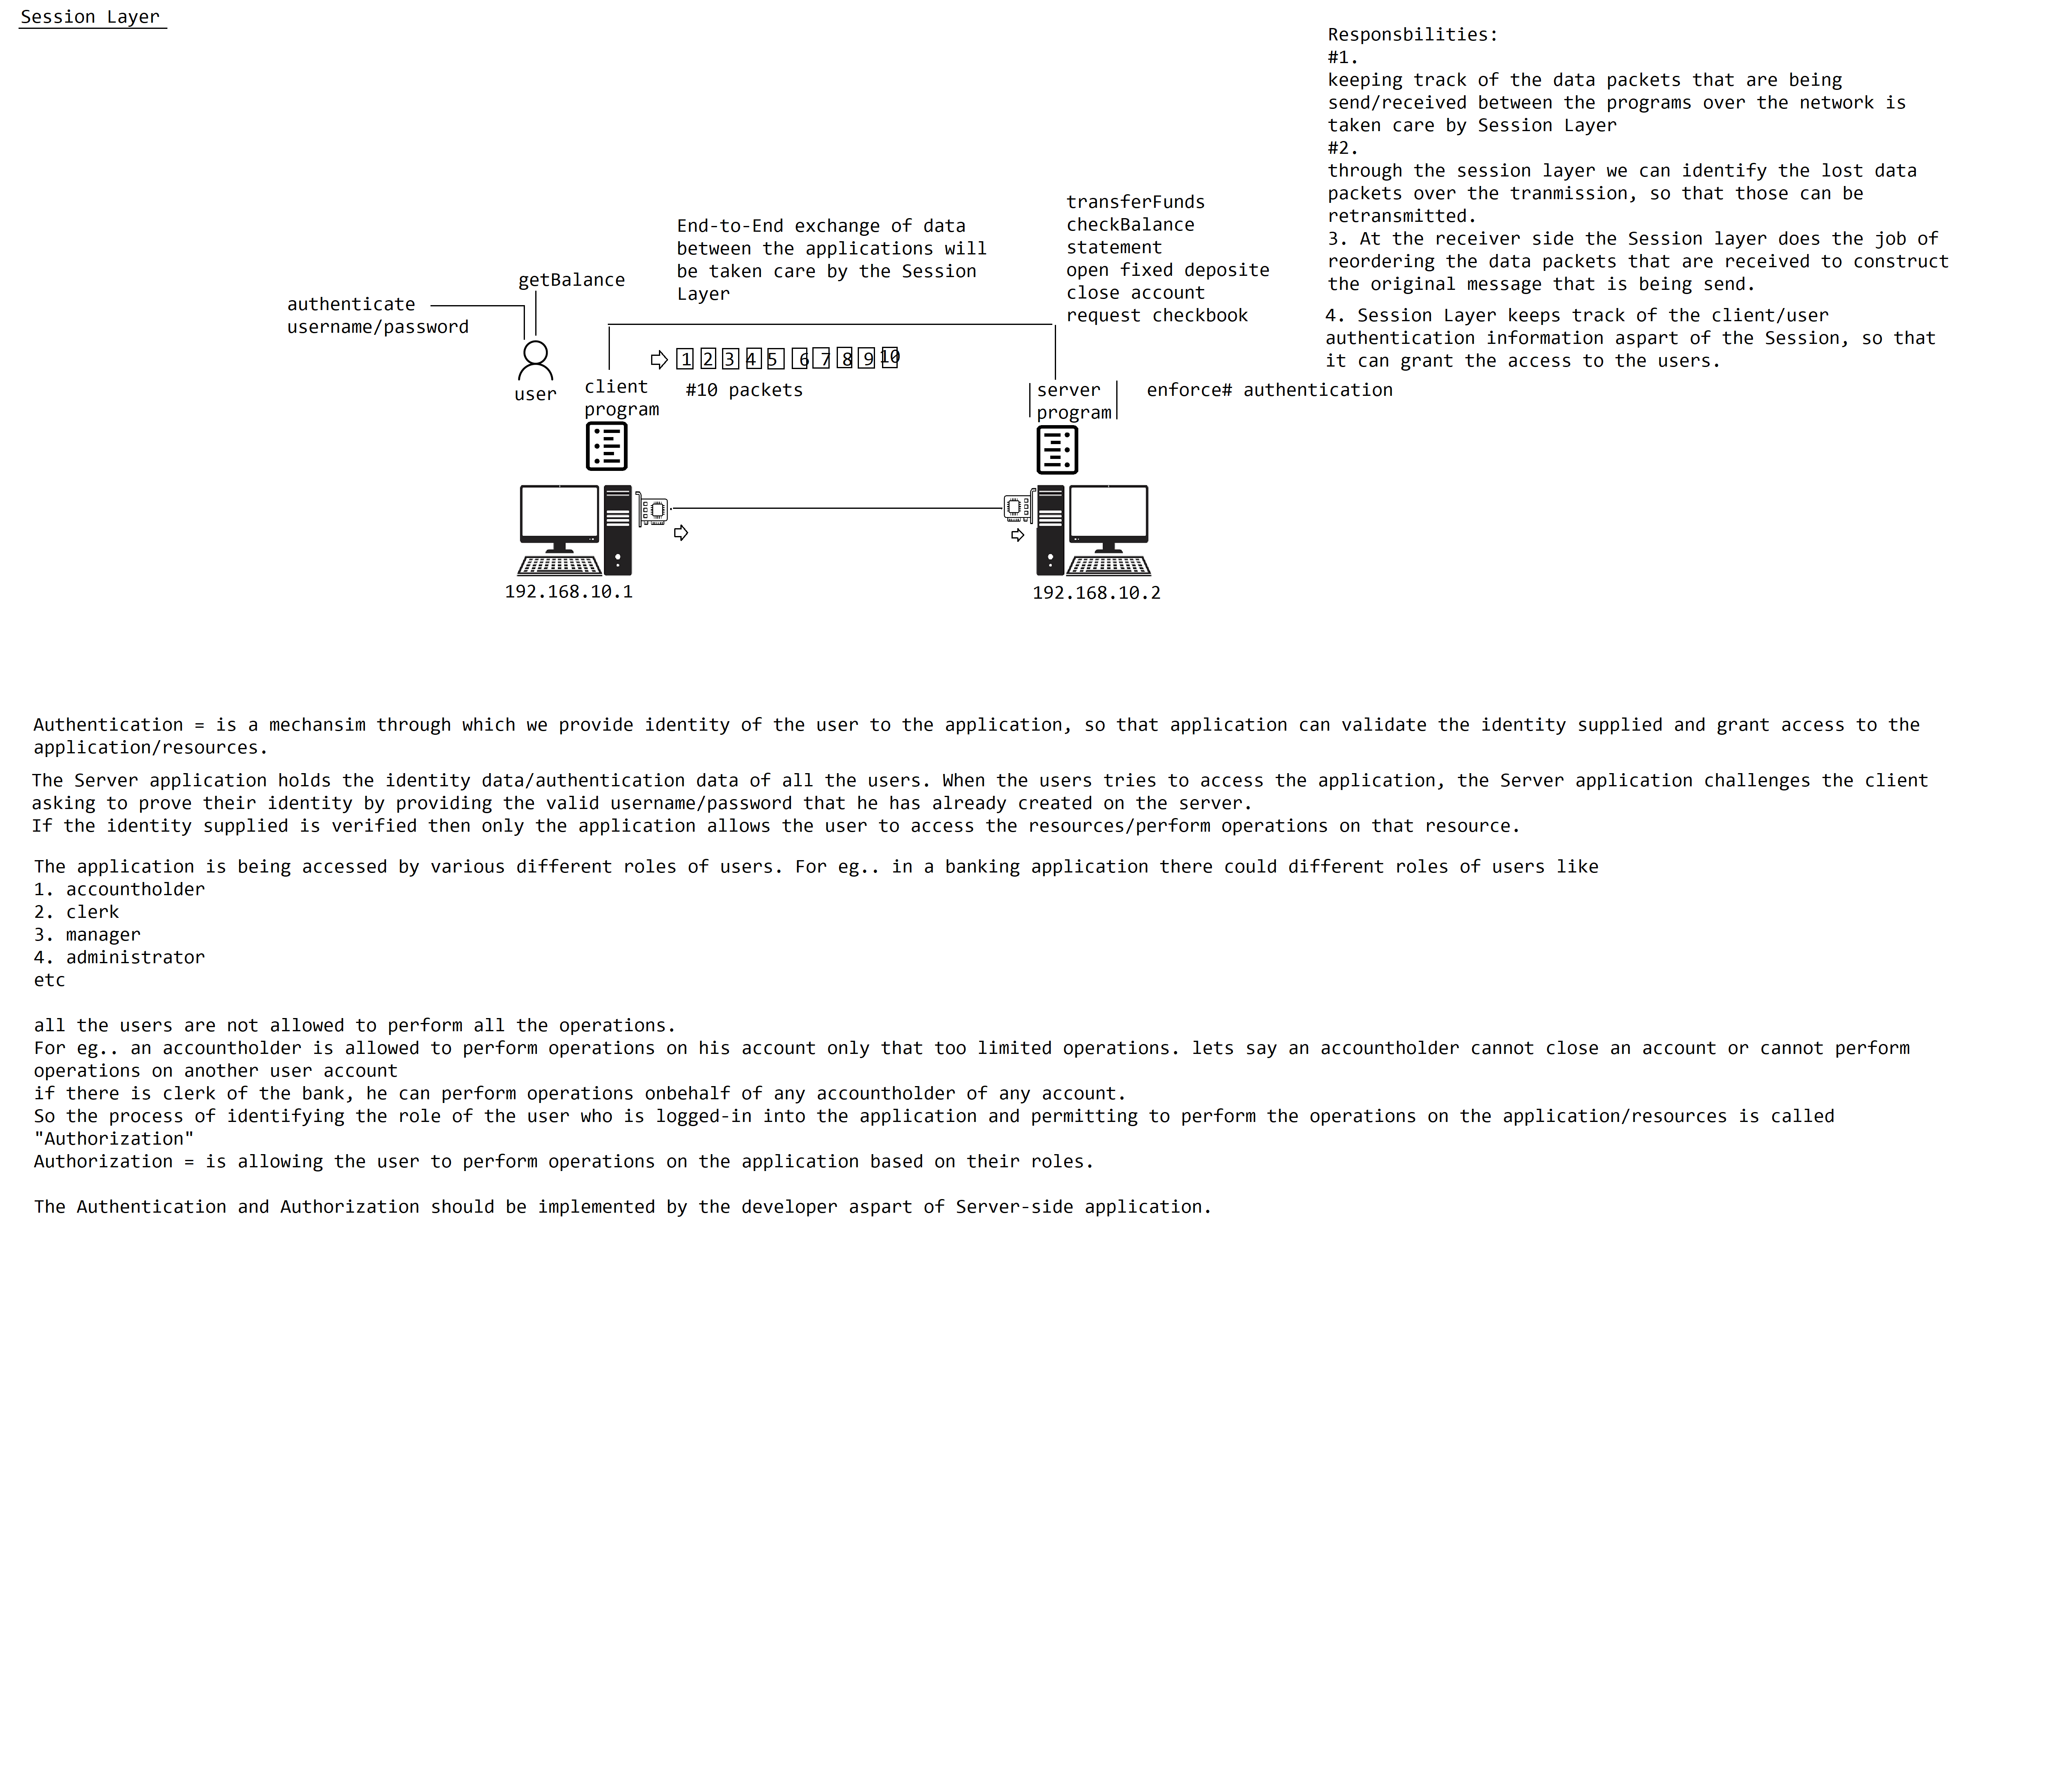 Session Layer
Responsbilities:
#1.
keeping track of the data packets that are being
send/received between the programs over the network is
taken care by Session Layer
#2.
through the session layer we can identify the lost data
packets over the tranmission, so that those can be
retransmitted.
3. At the receiver side the Session layer does the job of
reordering the data packets that are received to construct
the original message that is being send.
4. Session Layer keeps track of the client/user
authentication information aspart of the Session, so that
it can grant the access to the users.
transferFunds
checkBalance
statement
open fixed deposite
close account
request checkbook
End-to-End exchange of data
between the applications will
be taken care by the Session
Layer
getBalance
authenticate
username/password
1 2 3 4 5 6 7 8 9 10
user
client
program
#10 packets
server
program
enforce# authentication
192.168.10.1
192.168.10.2
Authentication = is a mechansim through which we provide identity of the user to the application, so that application can validate the identity supplied and grant access to the
application/resources.
The Server application holds the identity data/authentication data of all the users. When the users tries to access the application, the Server application challenges the client
asking to prove their identity by providing the valid username/password that he has already created on the server.
If the identity supplied is verified then only the application allows the user to access the resources/perform operations on that resource.
The application is being accessed by various different roles of users. For eg.. in a banking application there could different roles of users like
1. accountholder
2. clerk
3. manager
4. administrator
etc
all the users are not allowed to perform all the operations.
For eg.. an accountholder is allowed to perform operations on his account only that too limited operations. lets say an accountholder cannot close an account or cannot perform
operations on another user account
if there is clerk of the bank, he can perform operations onbehalf of any accountholder of any account.
So the process of identifying the role of the user who is logged-in into the application and permitting to perform the operations on the application/resources is called
"Authorization"
Authorization = is allowing the user to perform operations on the application based on their roles.
The Authentication and Authorization should be implemented by the developer aspart of Server-side application.